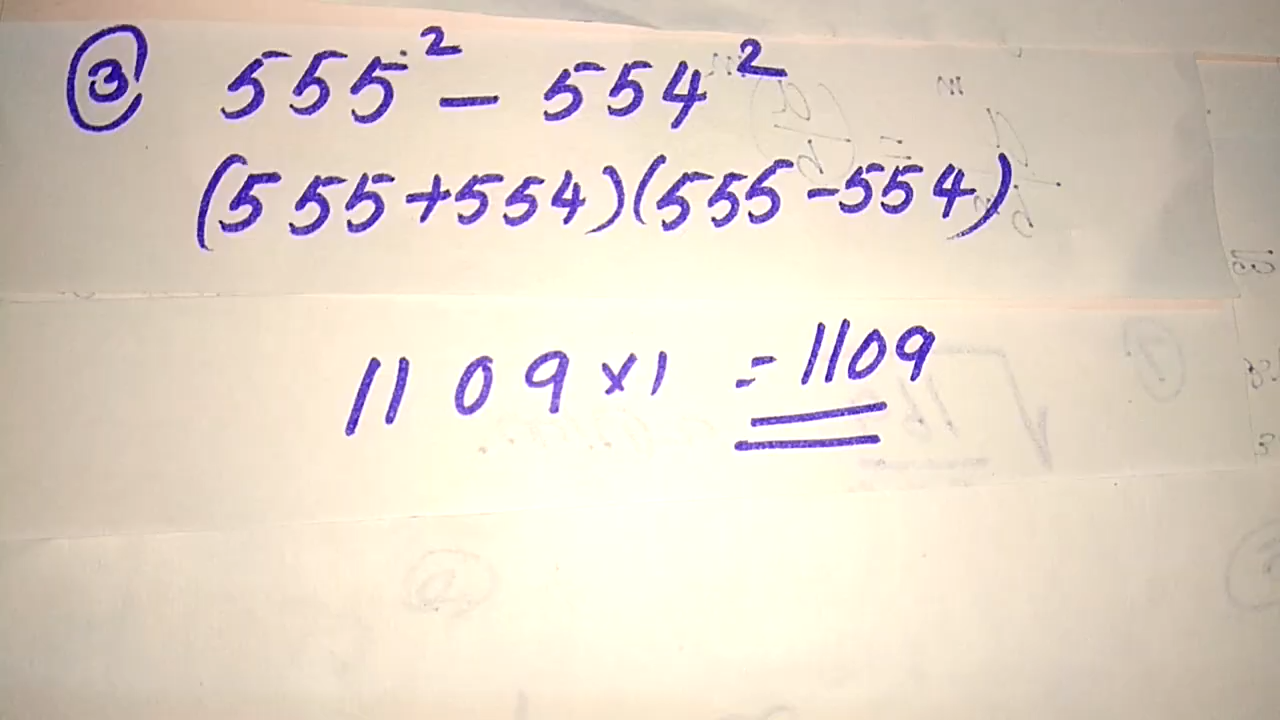 ③ 555² – 554²
(555+554)(555-554)
1109×1 = 1109